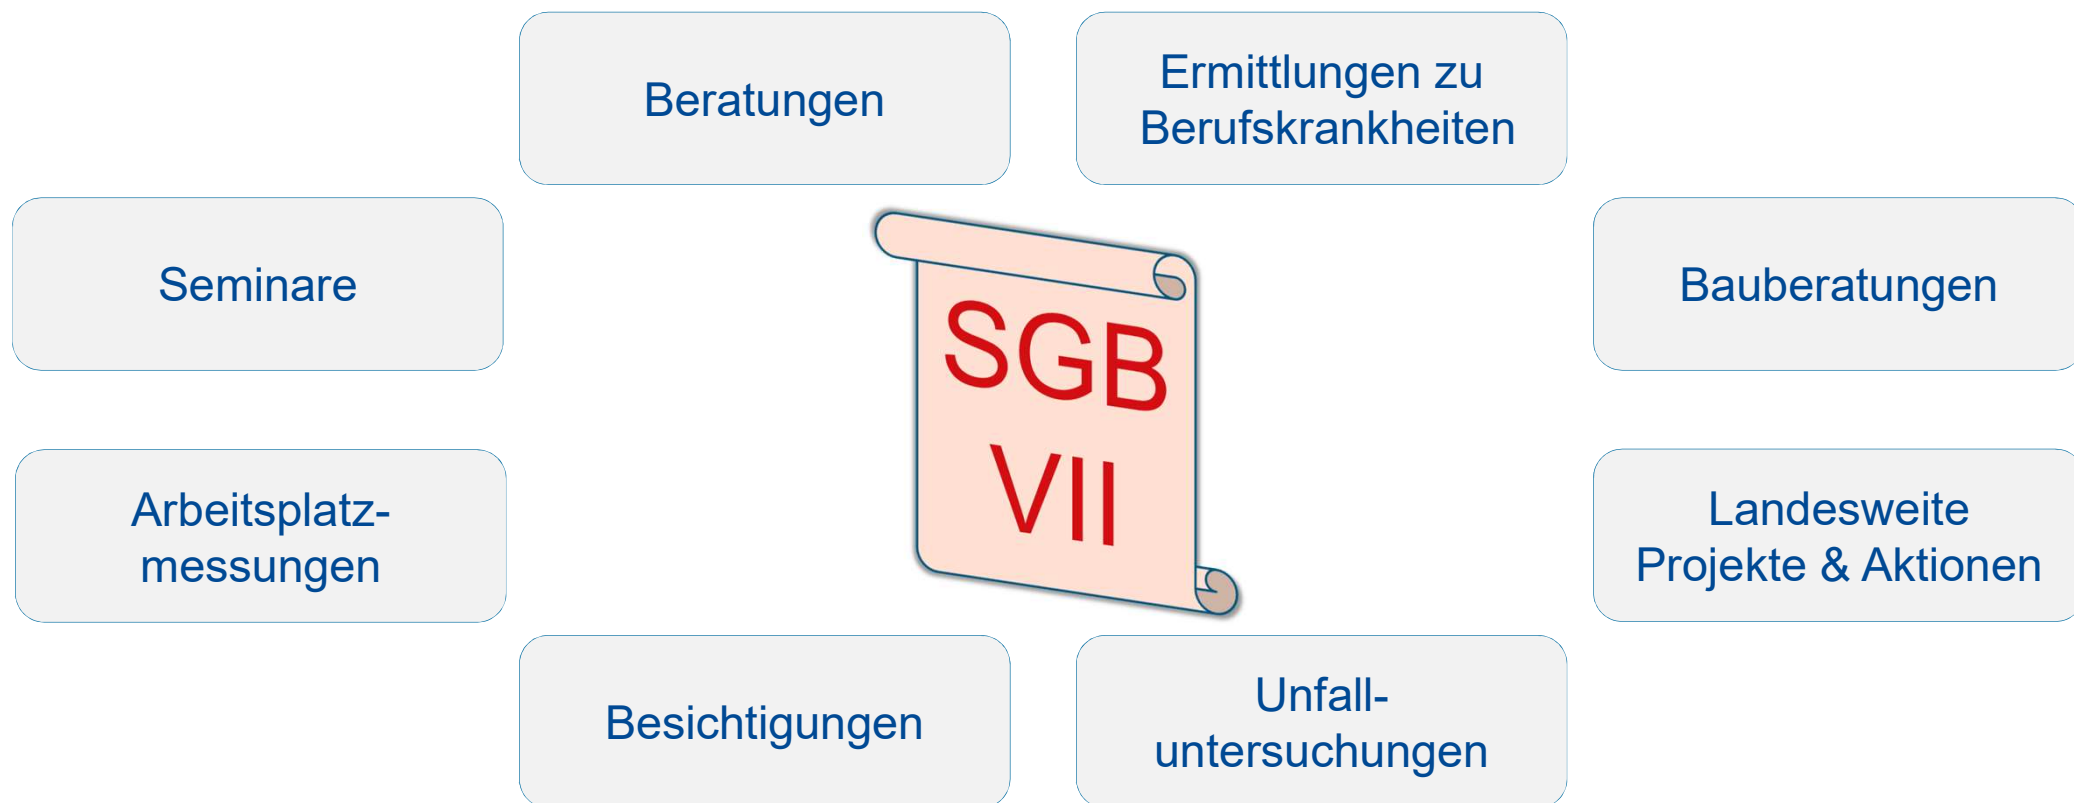 Beratungen
Ermittlungen zu
Berufskrankheiten
Seminare
SGB
VII
Bauberatungen
Arbeitsplatz-
messungen
Landesweite
Projekte & Aktionen
Besichtigungen
Unfall-
untersuchungen